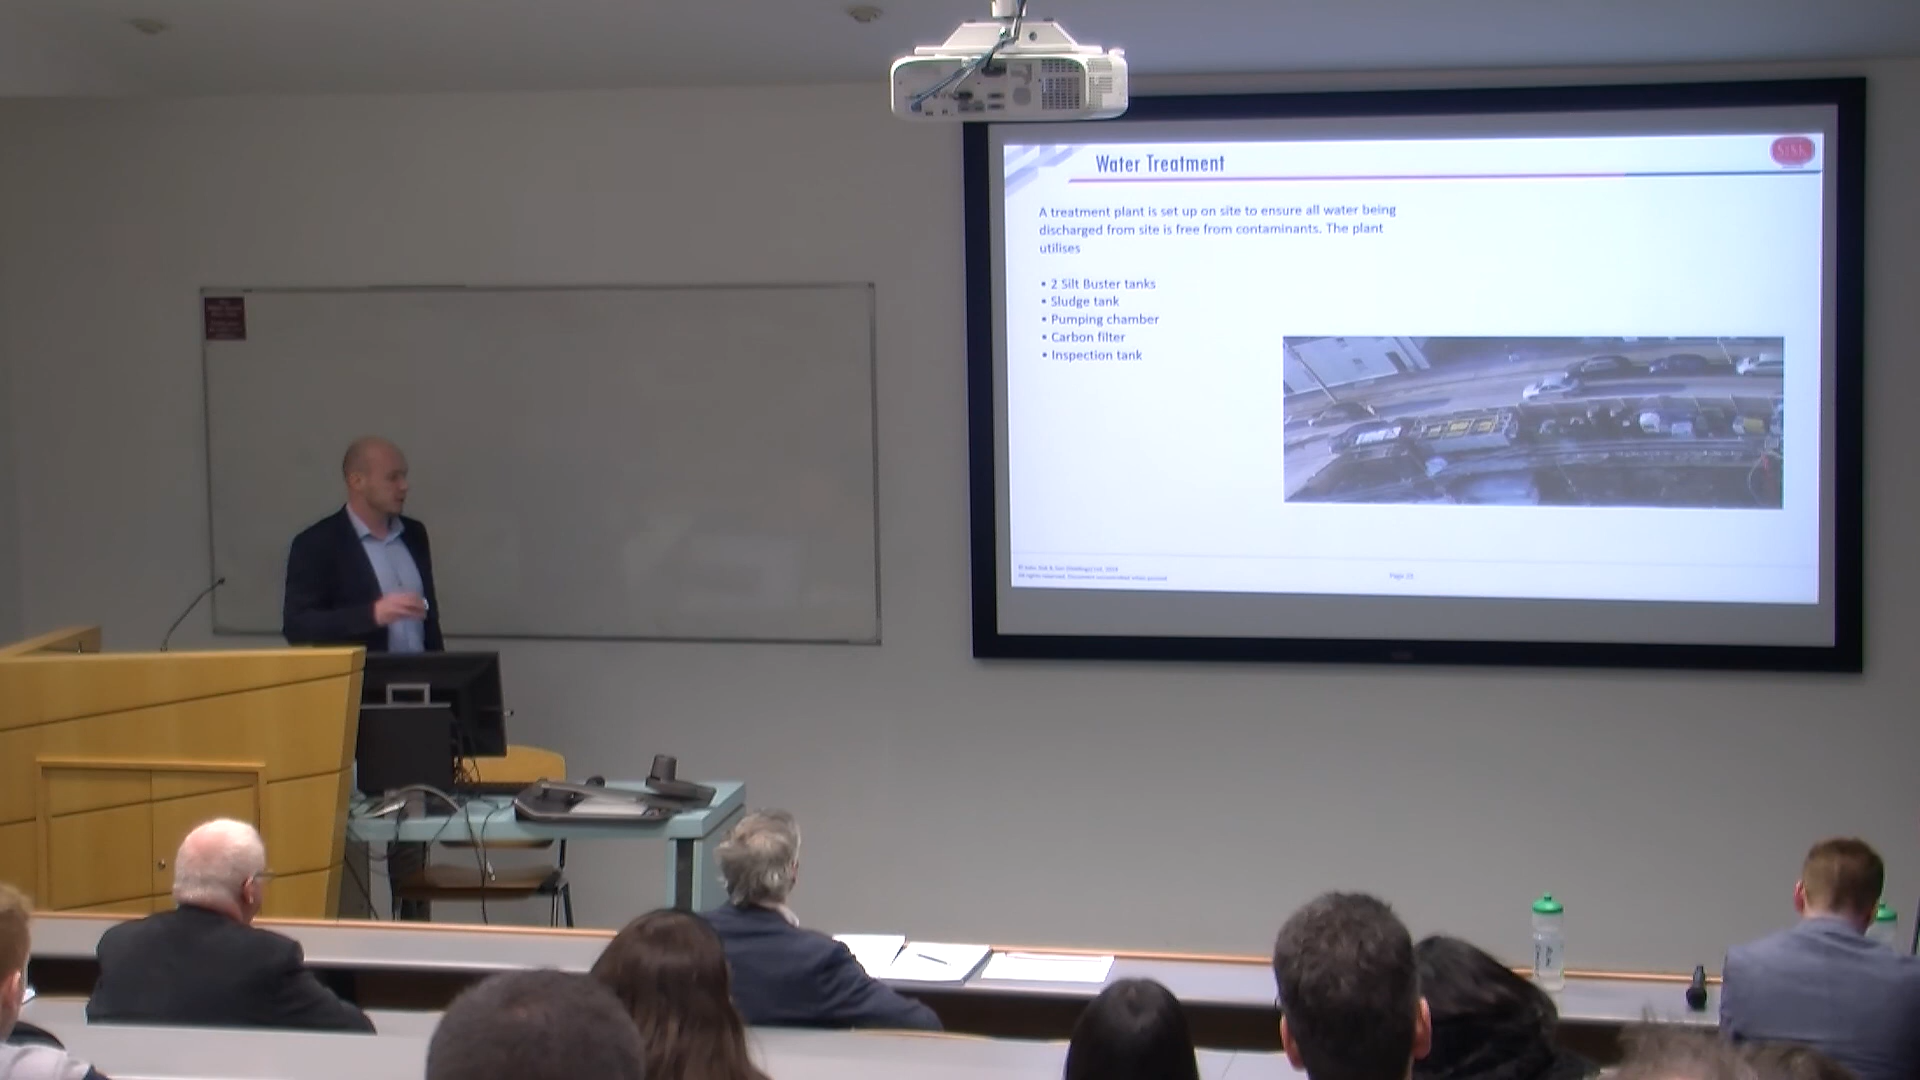 Water Treatment
SISK
A treatment plant is set up on site to ensure all water being
discharged from site is free from contaminants. The plant
utilises
• 2 Silt Buster tanks
• Sludge tank
• Pumping chamber
• Carbon filter
• Inspection tank